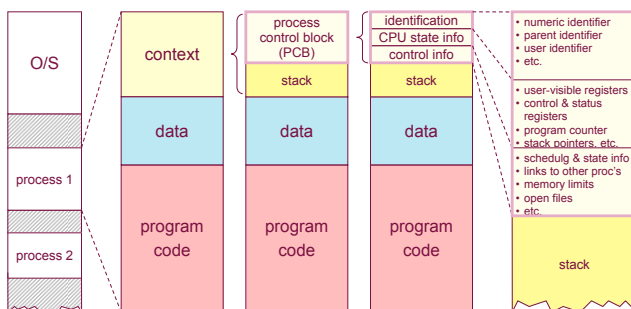 O/S
process 1
process 2
context
data
program
code
process
control block
(PCB)
stack
data
program
code
identification
CPU state info
control info
stack
data
program
code
• numeric identifier
• parent identifier
• user identifier
• etc.
• user-visible registers
• control & status
registers
• program counter
• stack pointers, etc.
• schedulg & state info
• links to other proc's
• memory limits
• open files
• etc.
stack